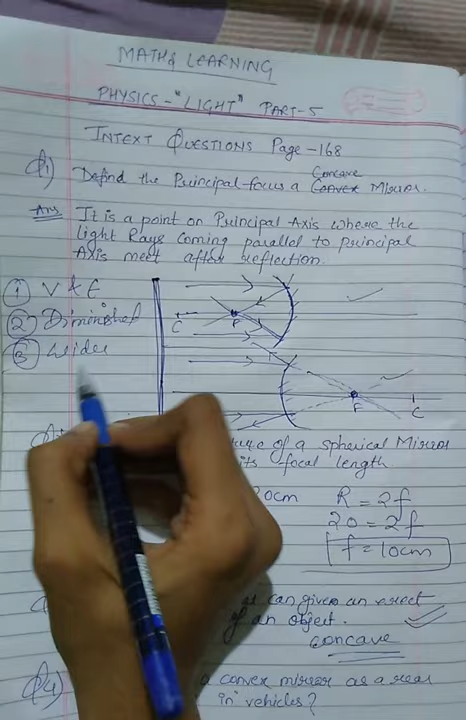 MATHS LEARNING
PHYSICS - "LIGHT" PART-5
INTEXT QUESTIONS Page -168
Q1) Defind the Principal focus a Convex Mirror.
Concave
Ans It is a point on Principal Axis where the
light Rays coming parallel to principal
Axis meet after reflection.
① V & E
② Diminished
③ Wider
C F
F C
of a spherical Mirror
its focal length
20cm R = 2f
20 = 2f
f = 10cm
can given an erect
of an object.
concave
Q4) a convex mirror as a rear
in vehicles?